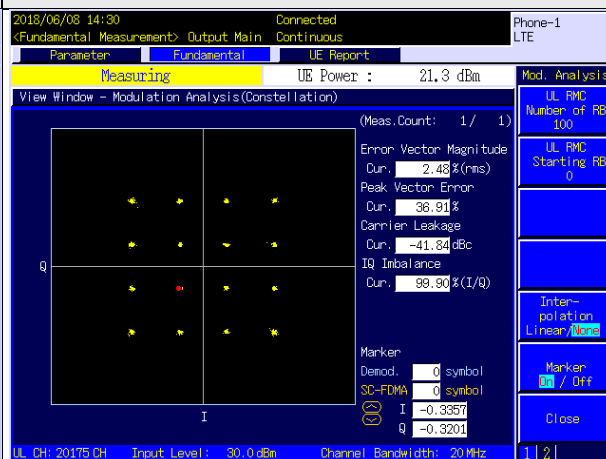 2018/06/08 14:30 Connected Phone-1
<Fundamental Measurement> Output Main Continuous LTE
Parameter Fundamental UE Report
Measuring UE Power : 21.3 dBm Mod. Analysis
View Window - Modulation Analysis(Constellation)
(Meas.Count: 1/ 1)
Error Vector Magnitude
Cur. 2.48 %(rms)
Peak Vector Error
Cur. 36.91 %
Carrier Leakage
Cur. -41.84 dBc
IQ Imbalance
Cur. 99.90 %(I/Q)
Q
I
Marker
Demod. 0 symbol
SC-FDMA 0 symbol
I -0.3357
Q -0.3201
UL RMC
Number of RB
100
UL RMC
Starting RB
0
Inter-
polation
Linear/None
Marker
On / Off
Close
1 2
UL CH: 20175 CH Input Level: 30.0 dBm Channel Bandwidth: 20 MHz